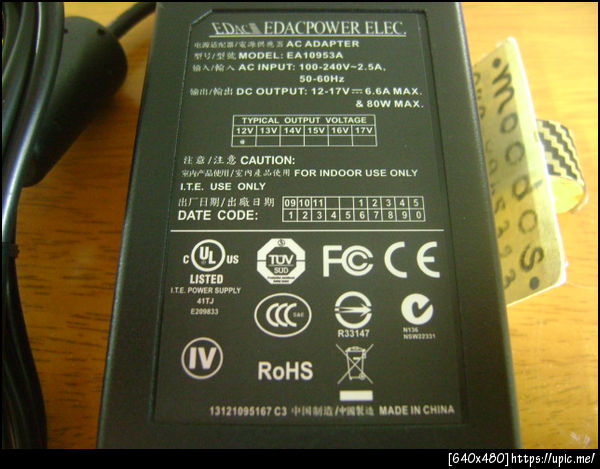 EDAC EDACPOWER ELEC.
电源适配器/電源供應器 AC ADAPTER
型号/型號 MODEL: EA10953A
输入/輸入 AC INPUT: 100-240V~2.5A,
50-60Hz
输出/輸出 DC OUTPUT: 12-17V⎓ 6.6A MAX.
& 80W MAX.
TYPICAL OUTPUT VOLTAGE
12V 13V 14V 15V 16V 17V
注意/注意 CAUTION:
室内产品使用/室內產品使用 FOR INDOOR USE ONLY
I.T.E. USE ONLY
出厂日期/出廠日期 09 10 11 1 2 3 4 5
DATE CODE: 1 2 3 4 5 6 7 8 9 0
C UL US
LISTED
I.T.E. POWER SUPPLY
41TJ
E209833
TÜV
SÜD
FC CE
CCC S&E
R33147
N136
NSW22331
IV
RoHS
13121095167 C3 中国制造/中國製造 MADE IN CHINA
moodcs
[640x480]https://upic.me/